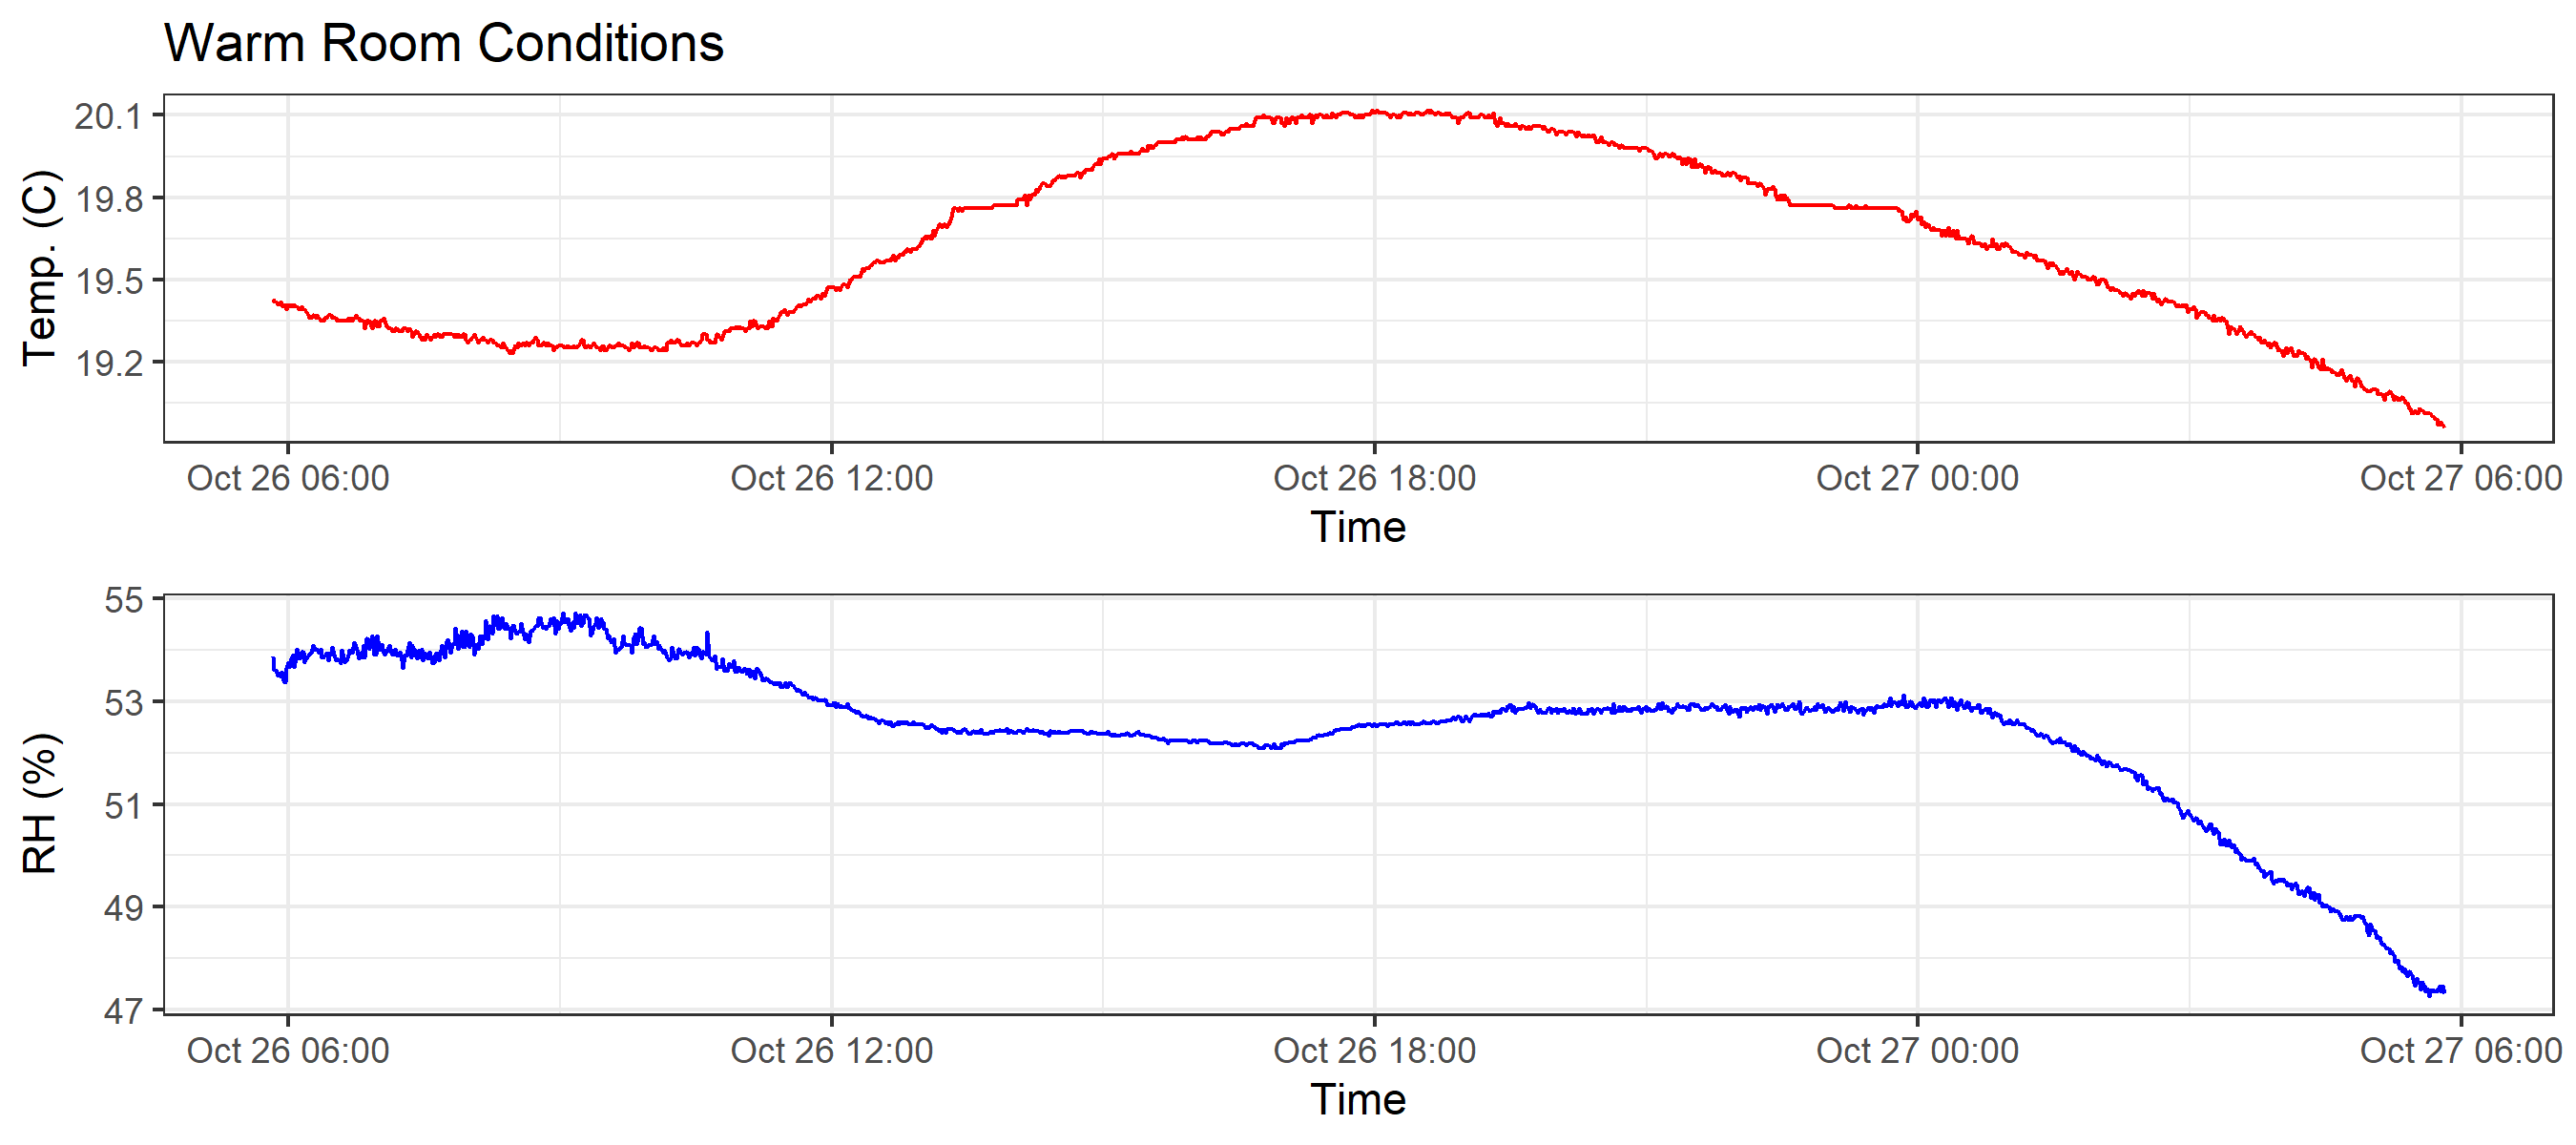 Warm Room Conditions
20.1
19.8
19.5
19.2
Temp. (C)
Oct 26 06:00 Oct 26 12:00 Oct 26 18:00 Oct 27 00:00 Oct 27 06:00
Time
55
53
51
49
47
RH (%)
Oct 26 06:00 Oct 26 12:00 Oct 26 18:00 Oct 27 00:00 Oct 27 06:00
Time